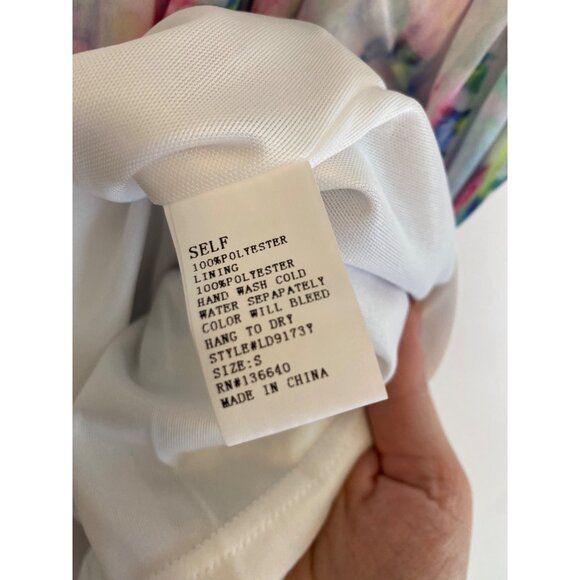 SELF
100%POLYESTER
LINING
100%POLYESTER
HAND WASH COLD
WATER SEPAPATELY
COLOR WILL BLEED
HANG TO DRY
STYLE#LD9173Y
SIZE:S
RN#136640
MADE IN CHINA